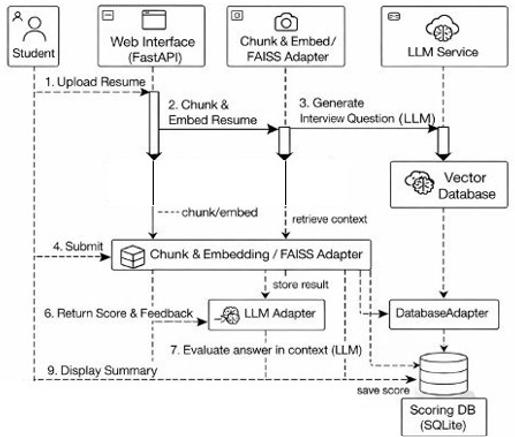 Student
Web Interface
(FastAPI)
Chunk & Embed/
FAISS Adapter
LLM Service
1. Upload Resume
2. Chunk &
Embed Resume
3. Generate
Interview Question (LLM)
Vector
Database
chunk/embed
retrieve context
4. Submit
Chunk & Embedding / FAISS Adapter
store result
6. Return Score & Feedback
LLM Adapter
DatabaseAdapter
7. Evaluate answer in context (LLM)
9. Display Summary
save score
Scoring DB
(SQLite)